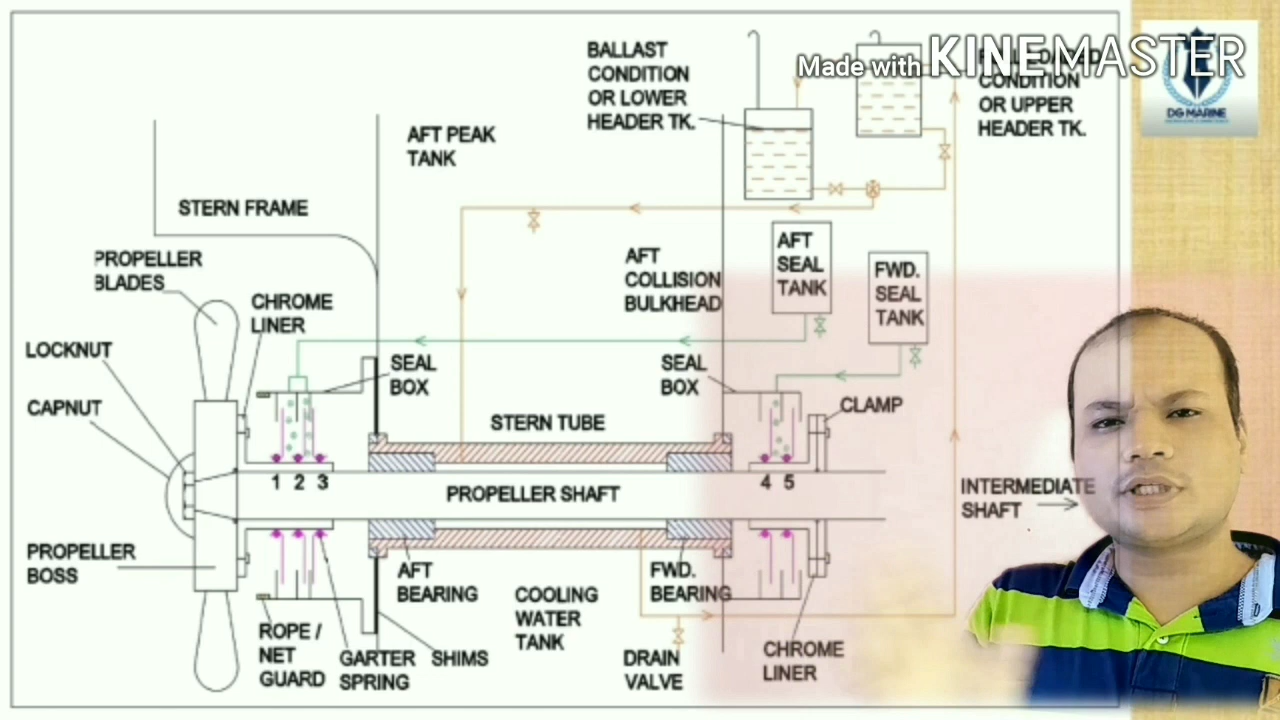 Made with KINEMASTER
DG MARINE
BALLAST
CONDITION
OR LOWER
HEADER TK.
CONDITION
OR UPPER
HEADER TK.
AFT PEAK
TANK
STERN FRAME
PROPELLER
BLADES
CHROME
LINER
LOCKNUT
CAPNUT
AFT
COLLISION
BULKHEAD
AFT
SEAL
TANK
FWD.
SEAL
TANK
SEAL
BOX
SEAL
BOX
CLAMP
STERN TUBE
1 2 3
PROPELLER SHAFT
4 5
INTERMEDIATE
SHAFT
PROPELLER
BOSS
AFT
BEARING
COOLING
WATER
TANK
FWD.
BEARING
ROPE /
NET
GUARD
GARTER
SPRING
SHIMS
DRAIN
VALVE
CHROME
LINER